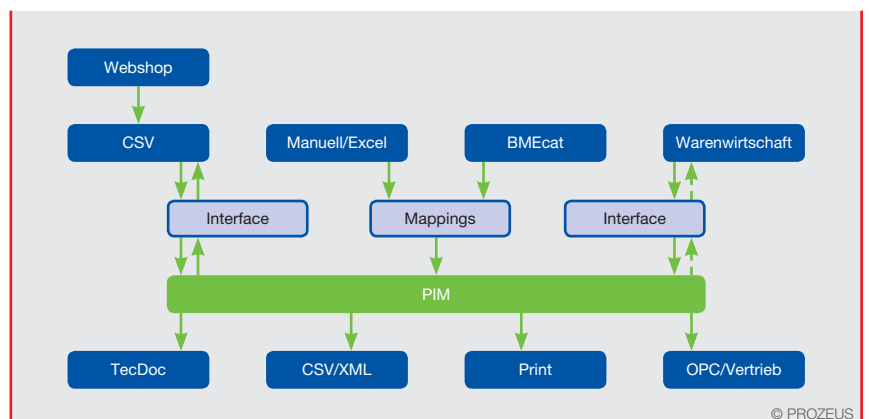 Webshop
CSV
Manuell/Excel
BMEcat
Warenwirtschaft
Interface
Mappings
Interface
PIM
TecDoc
CSV/XML
Print
OPC/Vertrieb
© PROZEUS